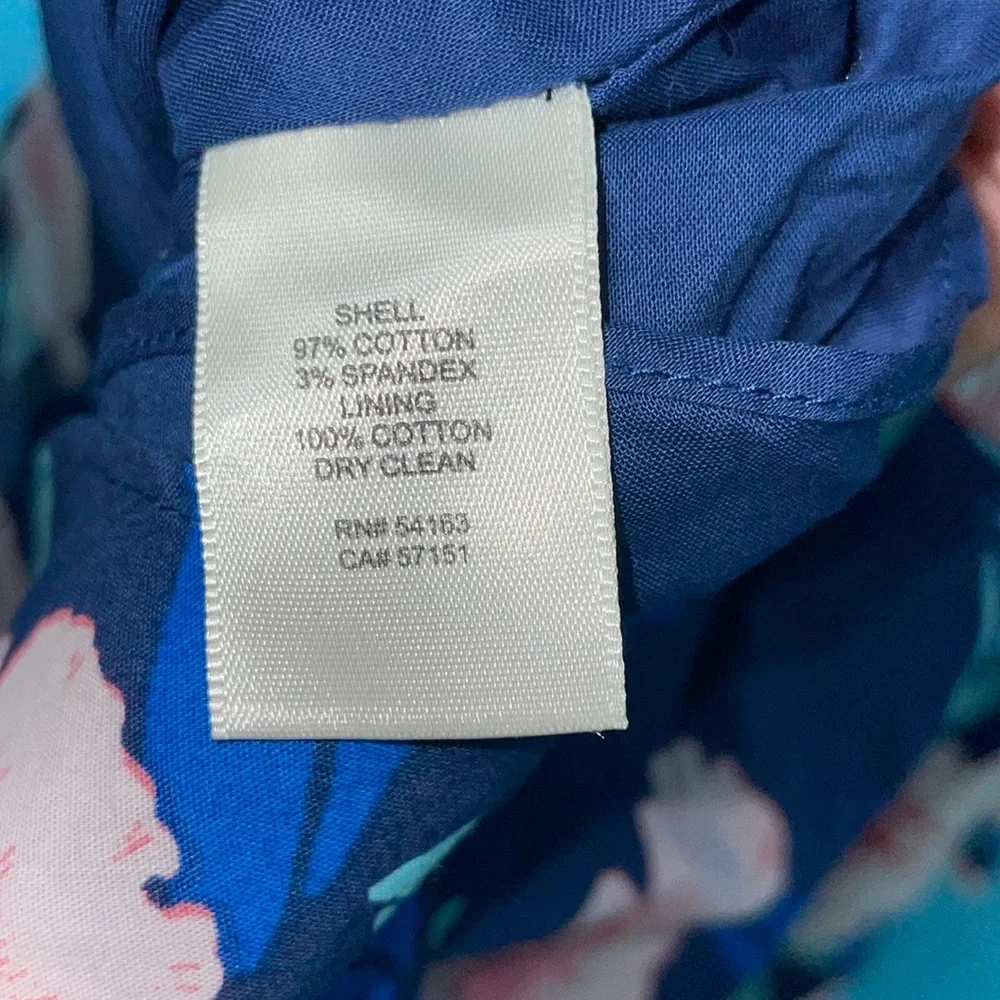 SHELL
97% COTTON
3% SPANDEX
LINING
100% COTTON
DRY CLEAN
RN# 54163
CA# 57151